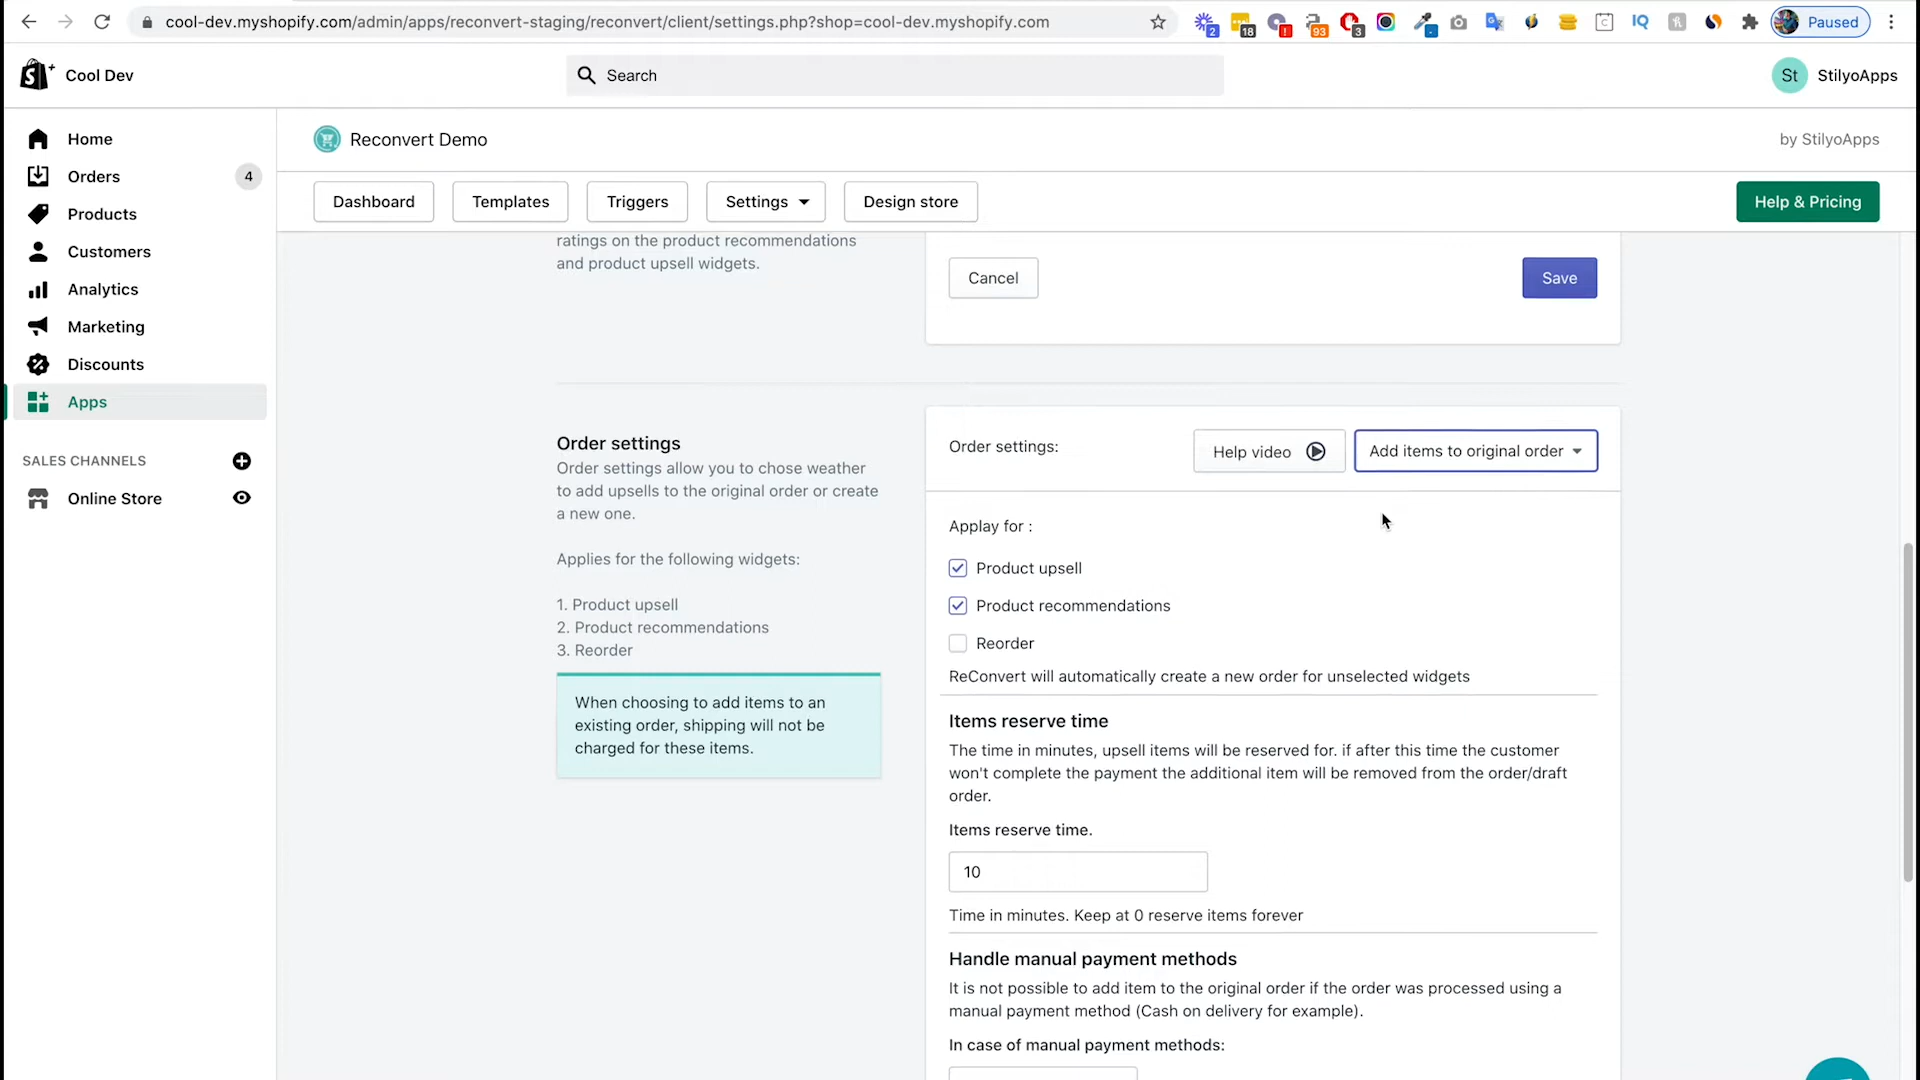 cool-dev.myshopify.com/admin/apps/reconvert-staging/reconvert/client/settings.php?shop=cool-dev.myshopify.com
2
18
!
93
3
IQ
Paused
Cool Dev
Search
St
StilyoApps
Home
Orders
4
Products
Customers
Analytics
Marketing
Discounts
Apps
SALES CHANNELS
Online Store
Reconvert Demo
by StilyoApps
Dashboard
Templates
Triggers
Settings
Design store
Help & Pricing
ratings on the product recommendations
and product upsell widgets.
Cancel
Save
Order settings
Order settings allow you to chose weather
to add upsells to the original order or create
a new one.
Applies for the following widgets:
1. Product upsell
2. Product recommendations
3. Reorder
When choosing to add items to an
existing order, shipping will not be
charged for these items.
Order settings:
Help video
Add items to original order
Applay for :
Product upsell
Product recommendations
Reorder
ReConvert will automatically create a new order for unselected widgets
Items reserve time
The time in minutes, upsell items will be reserved for. if after this time the customer
won't complete the payment the additional item will be removed from the order/draft
order.
Items reserve time.
10
Time in minutes. Keep at 0 reserve items forever
Handle manual payment methods
It is not possible to add item to the original order if the order was processed using a
manual payment method (Cash on delivery for example).
In case of manual payment methods: